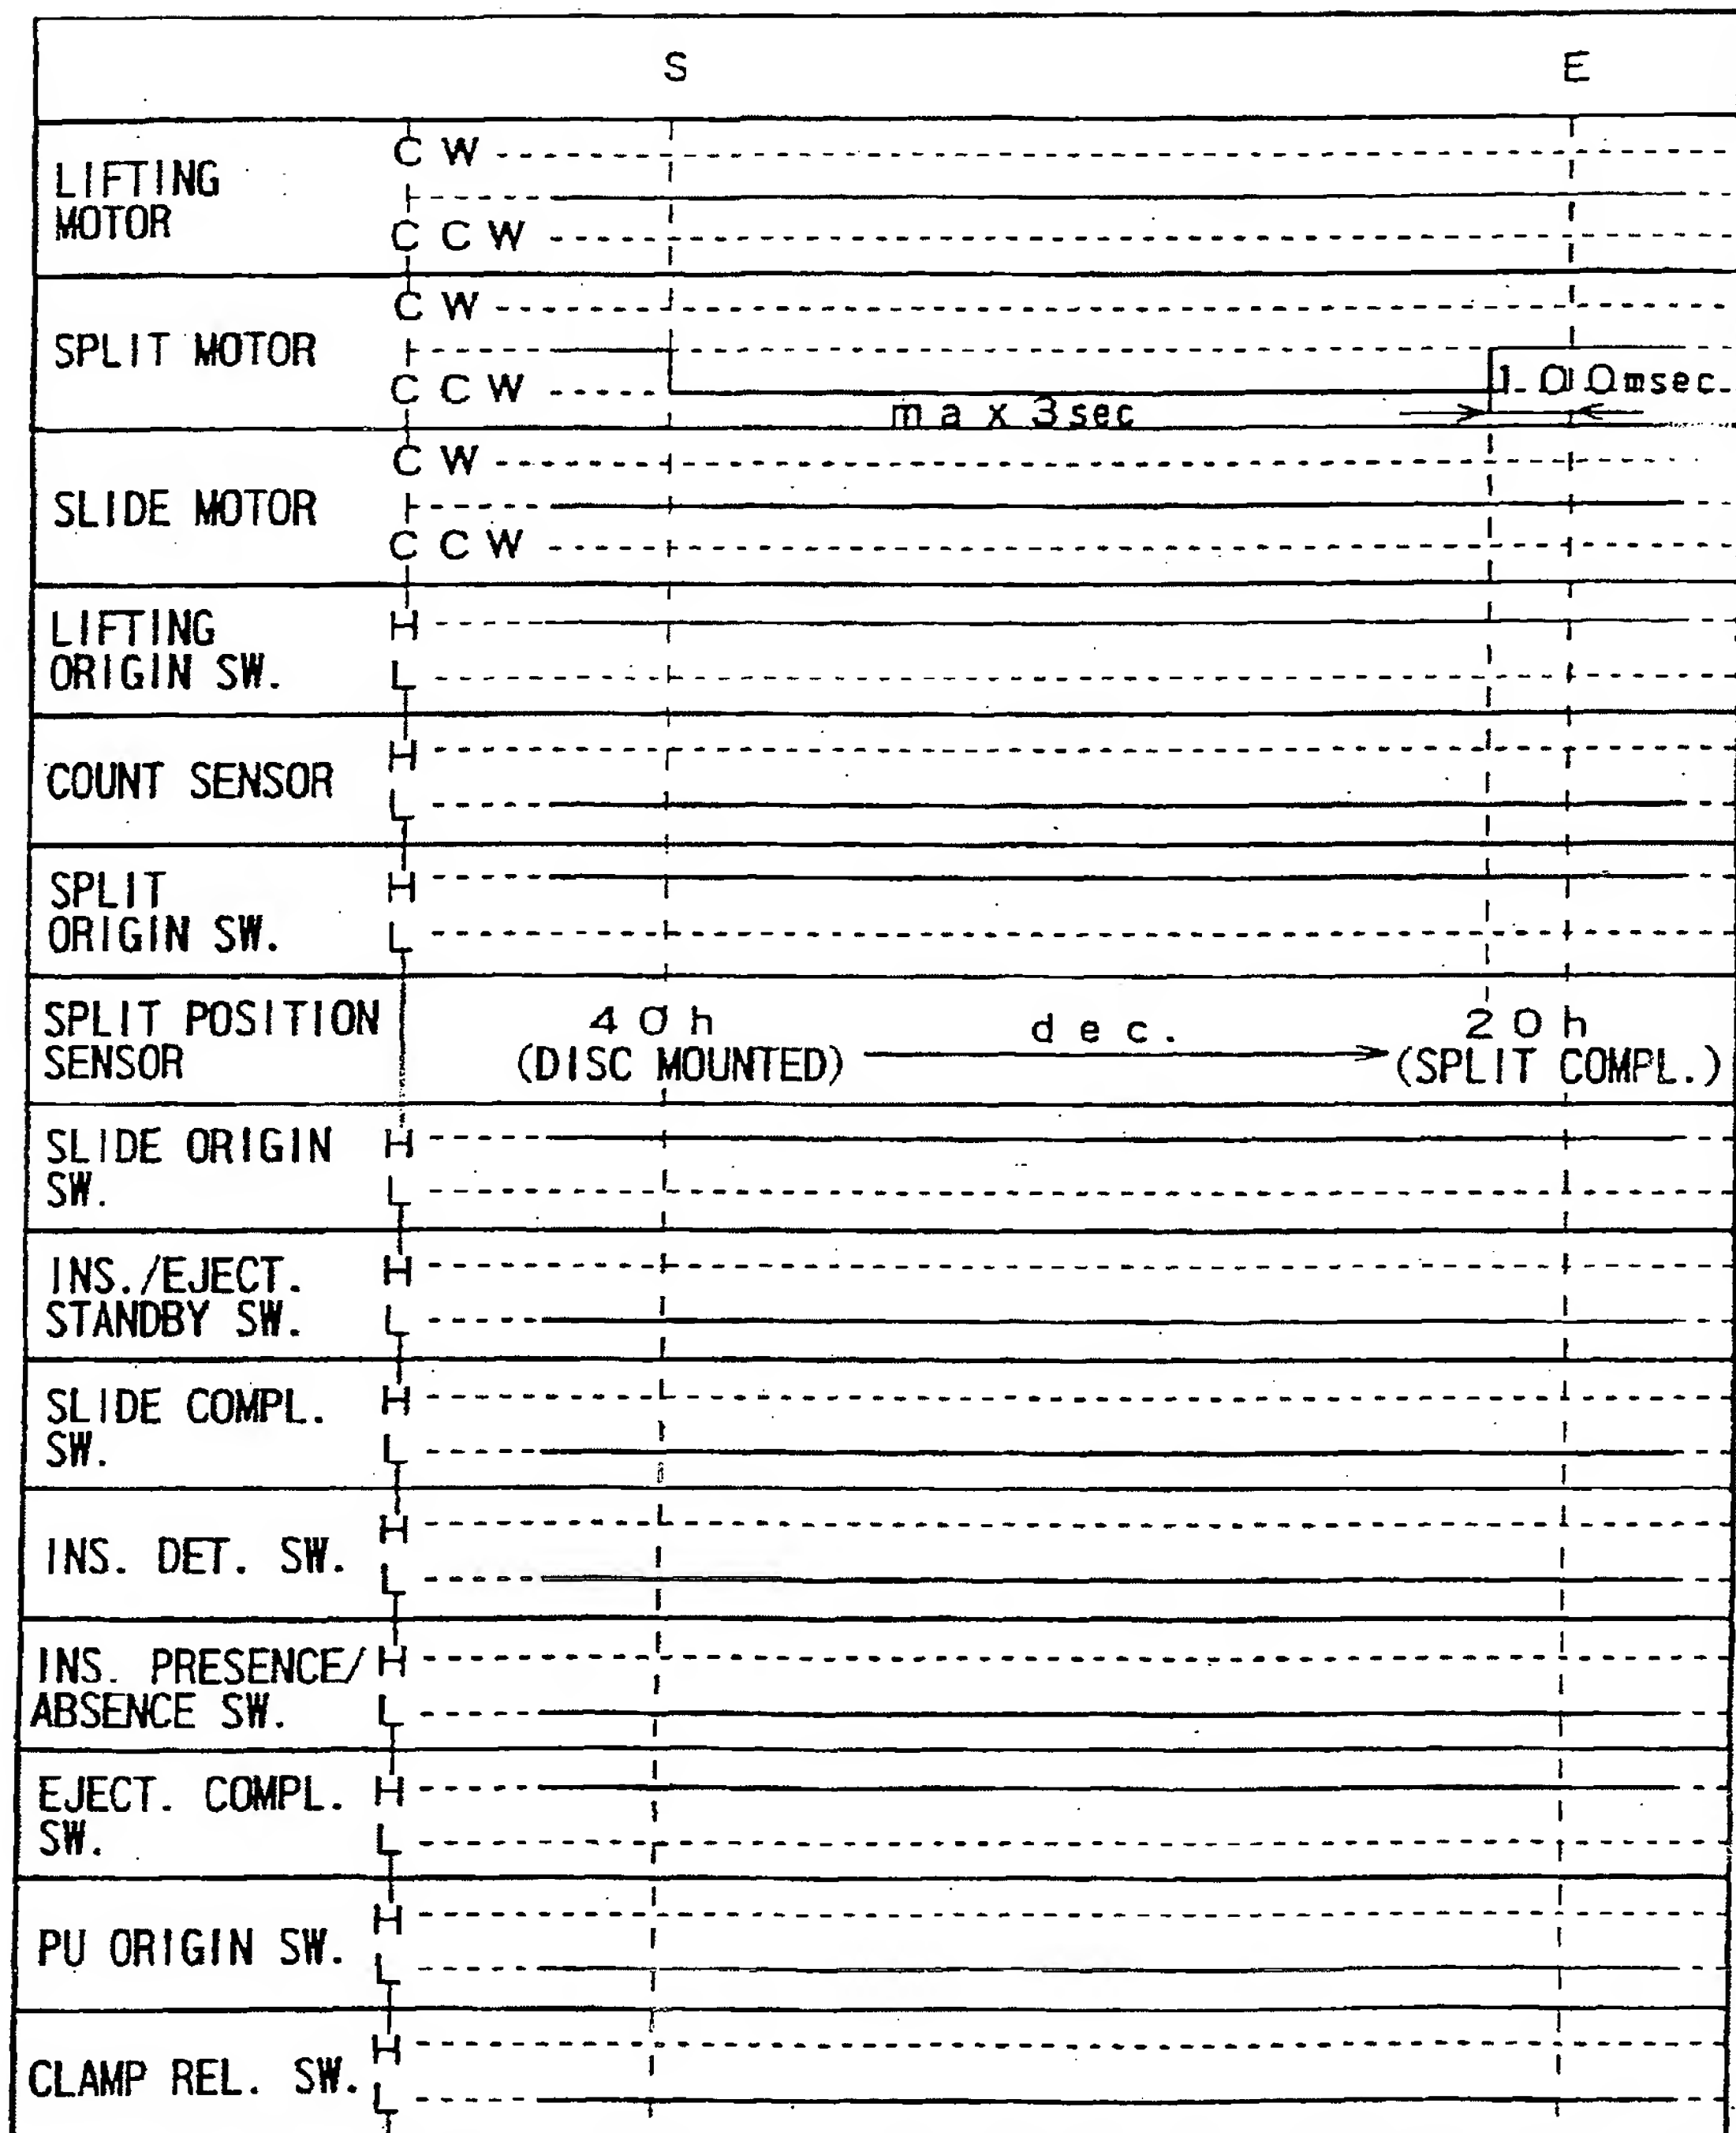 S E
LIFTING
MOTOR
CW
CCW
SPLIT MOTOR
CW
CCW
max 3sec
100msec.
SLIDE MOTOR
CW
CCW
LIFTING
ORIGIN SW.
H
L
COUNT SENSOR
H
L
SPLIT
ORIGIN SW.
H
L
SPLIT POSITION
SENSOR
40h
(DISC MOUNTED)
dec.
20h
(SPLIT COMPL.)
SLIDE ORIGIN
SW.
H
L
INS./EJECT.
STANDBY SW.
H
L
SLIDE COMPL.
SW.
H
L
INS. DET. SW.
H
L
INS. PRESENCE/
ABSENCE SW.
H
L
EJECT. COMPL.
SW.
H
L
PU ORIGIN SW.
H
L
CLAMP REL. SW.
H
L